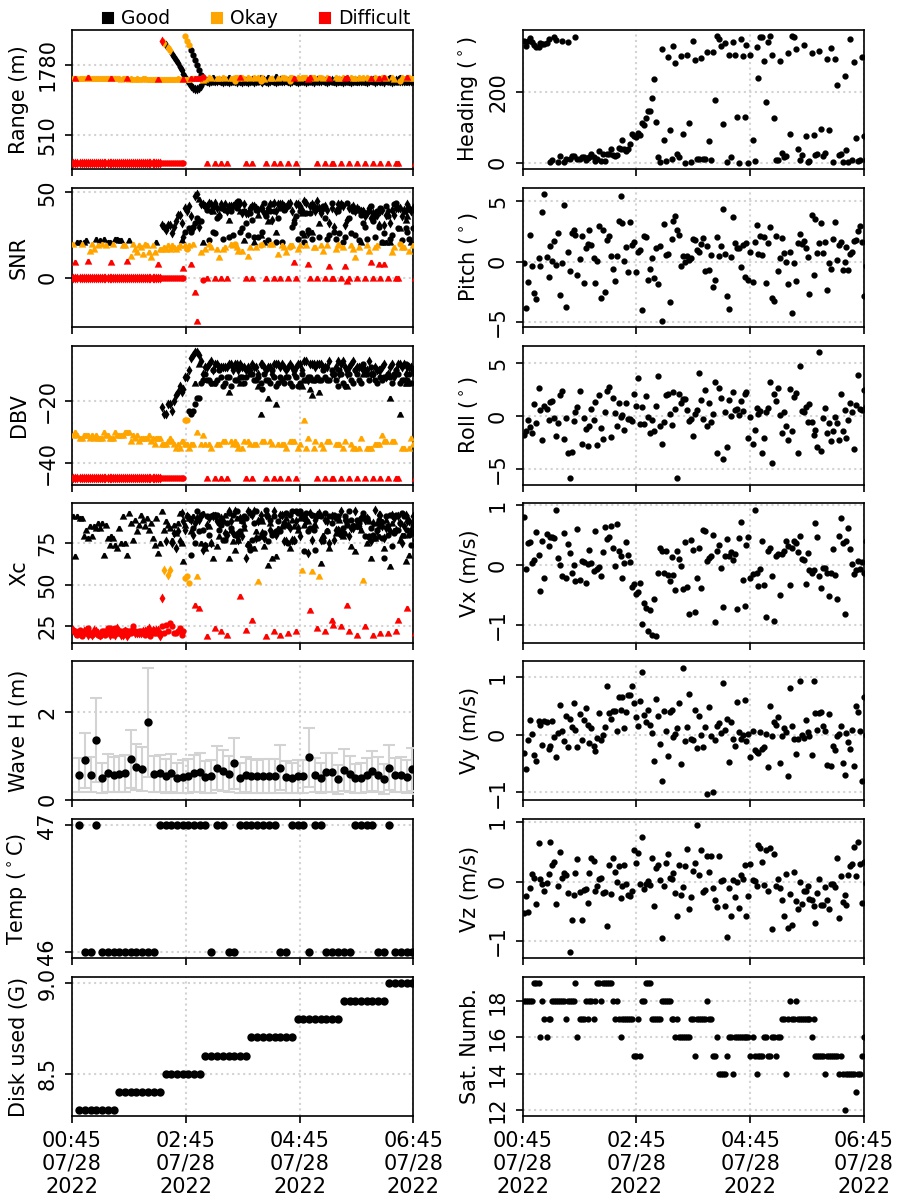 Good Okay Difficult
Range (m)
1780
510
Heading (°)
200
0
SNR
50
0
Pitch (°)
5
0
−5
DBV
−20
−40
Roll (°)
5
0
−5
Xc
75
50
25
Vx (m/s)
1
0
−1
Wave H (m)
2
0
Vy (m/s)
1
0
−1
Temp (°C)
47
46
Vz (m/s)
1
0
−1
Disk used (G)
9.0
8.5
Sat. Numb.
18
16
14
12
00:45 02:45 04:45 06:45
07/28 07/28 07/28 07/28
2022 2022 2022 2022
00:45 02:45 04:45 06:45
07/28 07/28 07/28 07/28
2022 2022 2022 2022